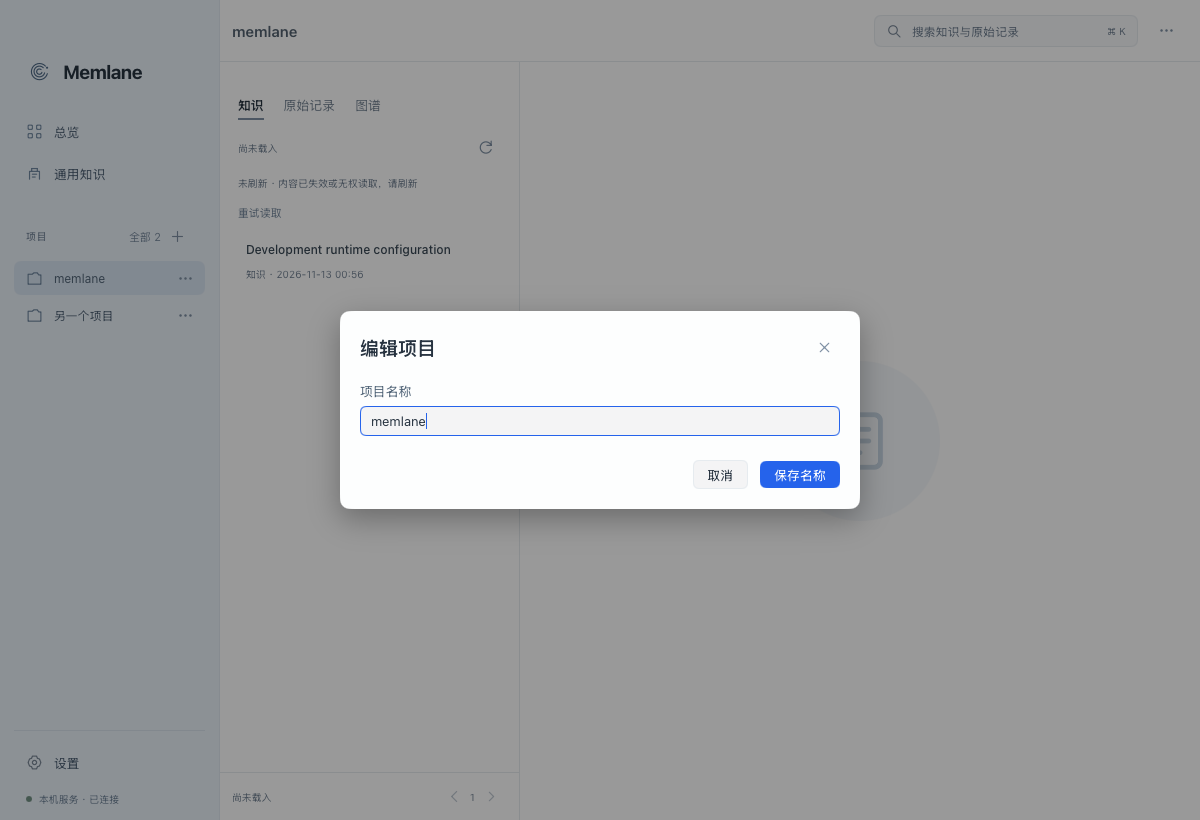 memlane
搜索知识与原始记录
⌘ K
Memlane
总览
通用知识
项目
全部 2
memlane
另一个项目
设置
本机服务 · 已连接
知识
原始记录
图谱
尚未载入
未刷新 · 内容已失效或无权读取，请刷新
重试读取
Development runtime configuration
知识 · 2026-11-13 00:56
尚未载入
1
编辑项目
项目名称
memlane
取消
保存名称